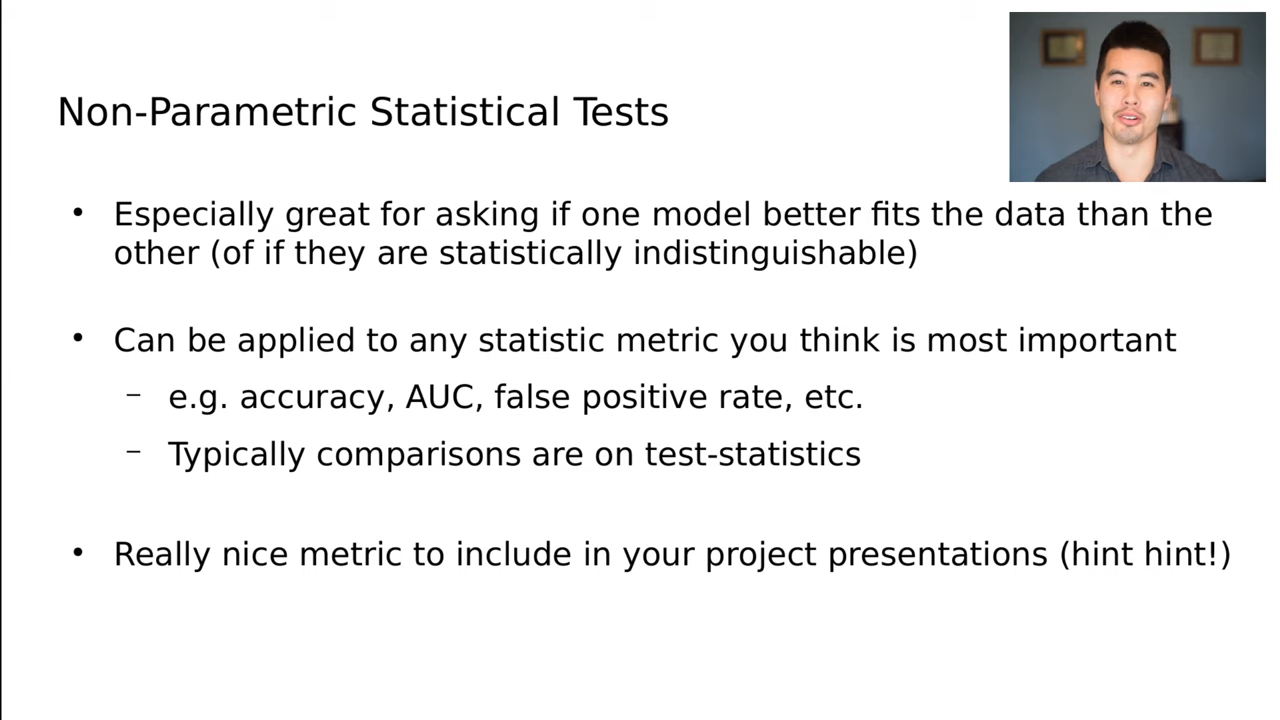 Non-Parametric Statistical Tests
• Especially great for asking if one model better fits the data than the
other (of if they are statistically indistinguishable)
• Can be applied to any statistic metric you think is most important
– e.g. accuracy, AUC, false positive rate, etc.
– Typically comparisons are on test-statistics
• Really nice metric to include in your project presentations (hint hint!)